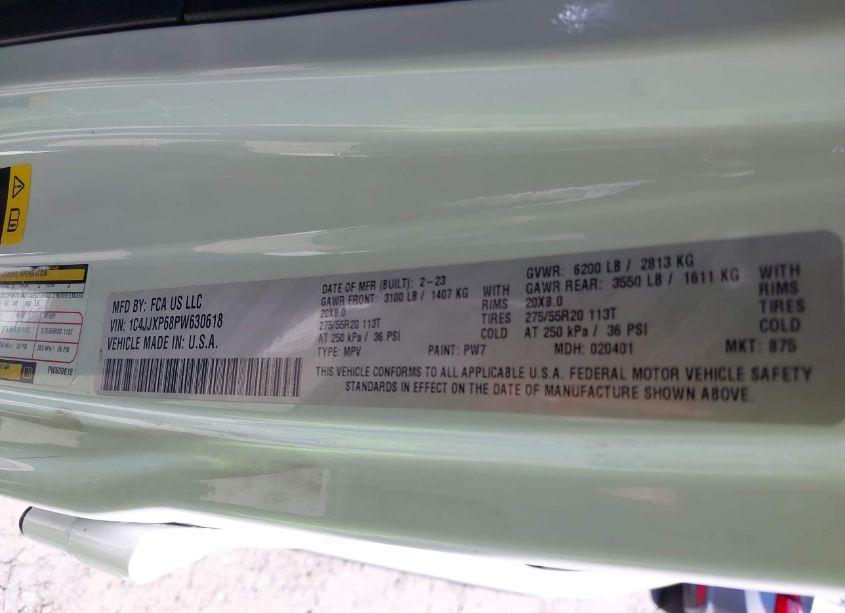 MFD BY: FCA US LLC
VIN: 1C4JJXP68PW630618
VEHICLE MADE IN: U.S.A.
DATE OF MFR (BUILT): 2-23
GAWR FRONT: 3100 LB / 1407 KG WITH
20X8.0 RIMS
275/55R20 113T TIRES
AT 250 kPa / 36 PSI COLD
GVWR: 6200 LB / 2813 KG
GAWR REAR: 3550 LB / 1611 KG WITH
20X8.0 RIMS
275/55R20 113T TIRES
AT 250 kPa / 36 PSI COLD
TYPE: MPV PAINT: PW7 MDH: 020401 MKT: 875
THIS VEHICLE CONFORMS TO ALL APPLICABLE U.S.A. FEDERAL MOTOR VEHICLE SAFETY
STANDARDS IN EFFECT ON THE DATE OF MANUFACTURE SHOWN ABOVE.
PW630618